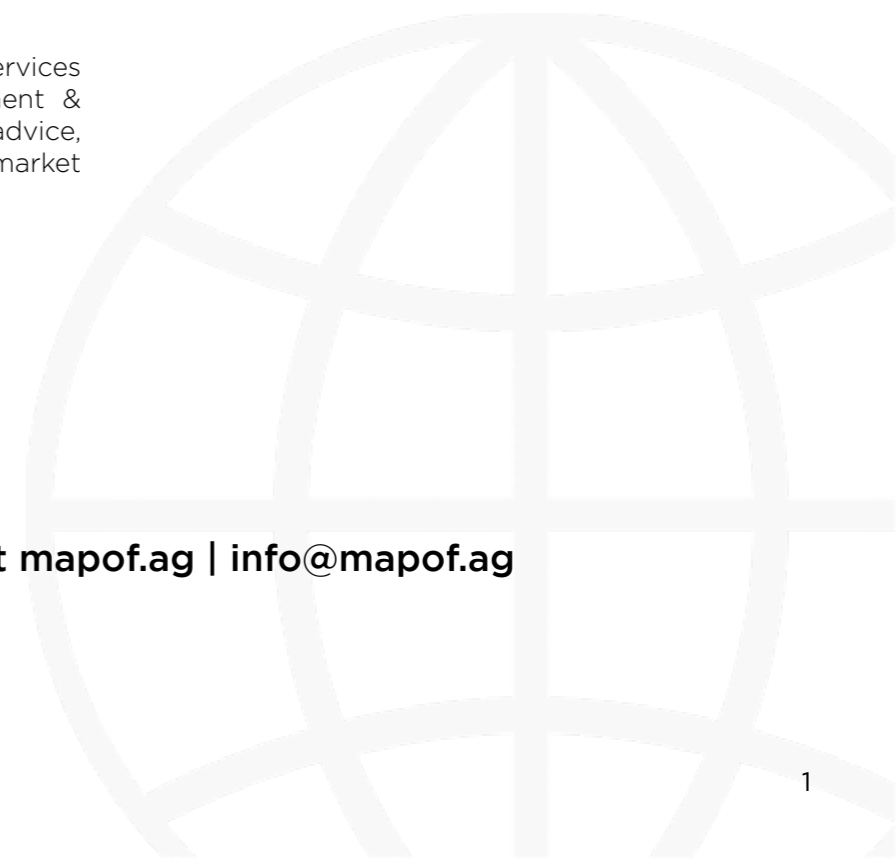 ervices
ent &
advice,
market
t mapof.ag | info@mapof.ag
1